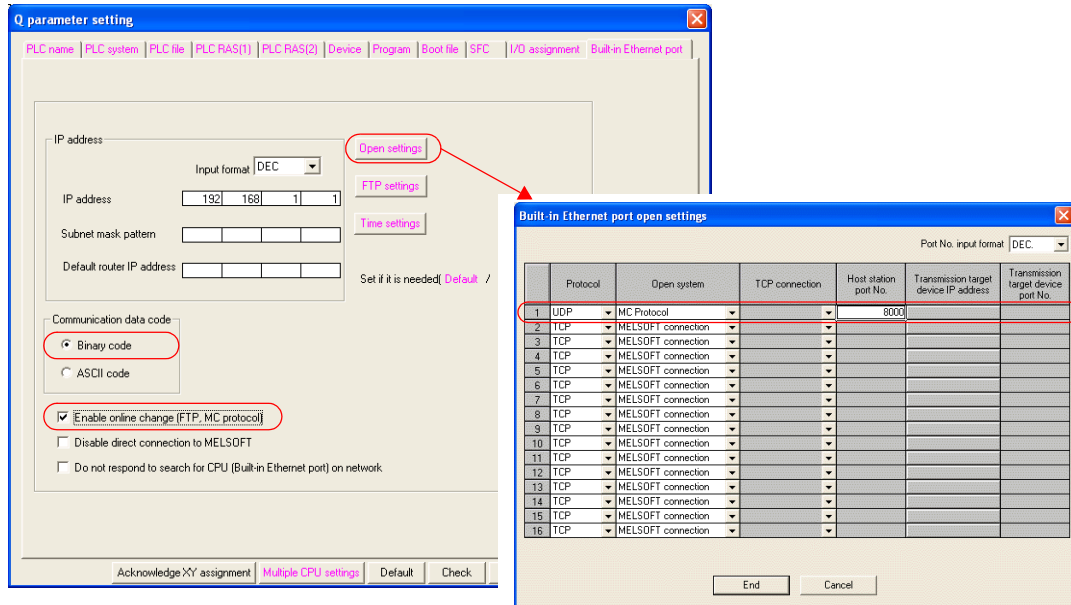 Q parameter setting
PLC name PLC system PLC file PLC RAS(1) PLC RAS(2) Device Program Boot file SFC I/O assignment Built-in Ethernet port
IP address
Input format DEC
IP address 192 168 1 1
Subnet mask pattern
Default router IP address
Open settings
FTP settings
Time settings
Set if it is needed( Default /
Communication data code
Binary code
ASCII code
Enable online change (FTP, MC protocol)
Disable direct connection to MELSOFT
Do not respond to search for CPU (Built-in Ethernet port) on network
Acknowledge XY assignment Multiple CPU settings Default Check
Built-in Ethernet port open settings
Port No. input format DEC.
Protocol Open system TCP connection Host station port No. Transmission target device IP address Transmission target device port No.
1 UDP MC Protocol 8000
2 TCP MELSOFT connection
3 TCP MELSOFT connection
4 TCP MELSOFT connection
5 TCP MELSOFT connection
6 TCP MELSOFT connection
7 TCP MELSOFT connection
8 TCP MELSOFT connection
9 TCP MELSOFT connection
10 TCP MELSOFT connection
11 TCP MELSOFT connection
12 TCP MELSOFT connection
13 TCP MELSOFT connection
14 TCP MELSOFT connection
15 TCP MELSOFT connection
16 TCP MELSOFT connection
End Cancel